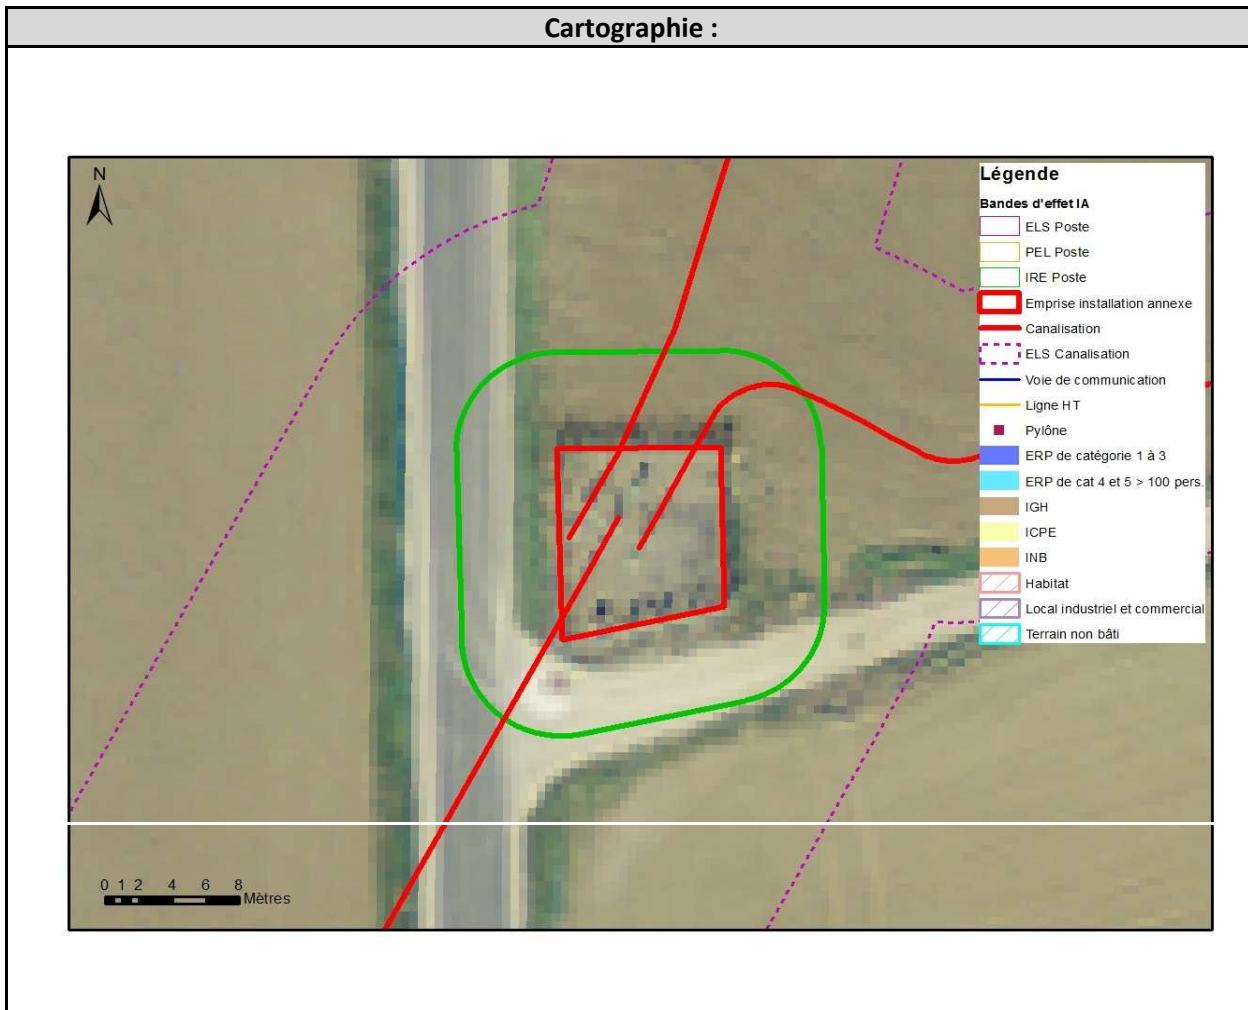 Cartographie :
N
Légende
Bandes d'effet IA
ELS Poste
PEL Poste
IRE Poste
Emprise installation annexe
Canalisation
ELS Canalisation
Voie de communication
Ligne HT
Pylône
ERP de catégorie 1 à 3
ERP de cat 4 et 5 > 100 pers.
IGH
ICPE
INB
Habitat
Local industriel et commercial
Terrain non bâti
0 1 2 4 6 8
Mètres